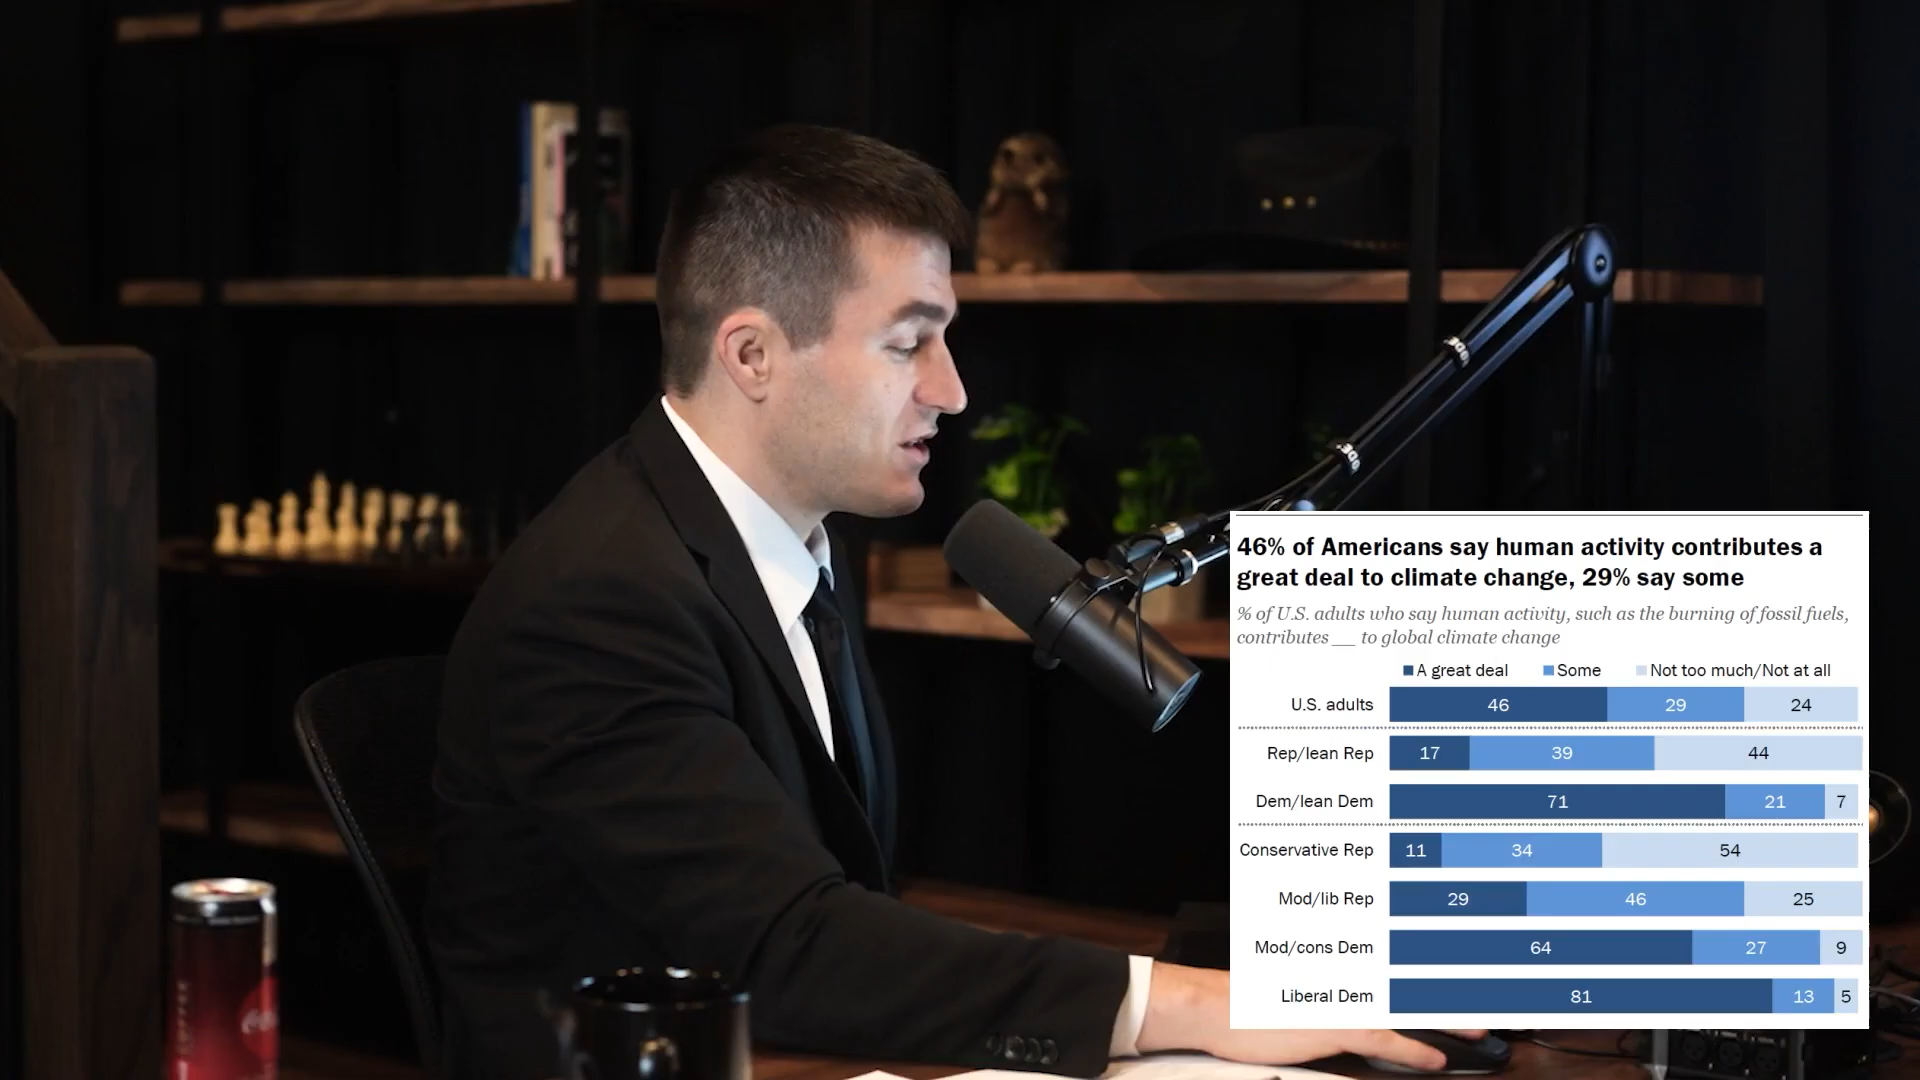 46% of Americans say human activity contributes a
great deal to climate change, 29% say some
% of U.S. adults who say human activity, such as the burning of fossil fuels,
contributes __ to global climate change
A great deal Some Not too much/Not at all
U.S. adults 46 29 24
Rep/lean Rep 17 39 44
Dem/lean Dem 71 21 7
Conservative Rep 11 34 54
Mod/lib Rep 29 46 25
Mod/cons Dem 64 27 9
Liberal Dem 81 13 5
COFFEE